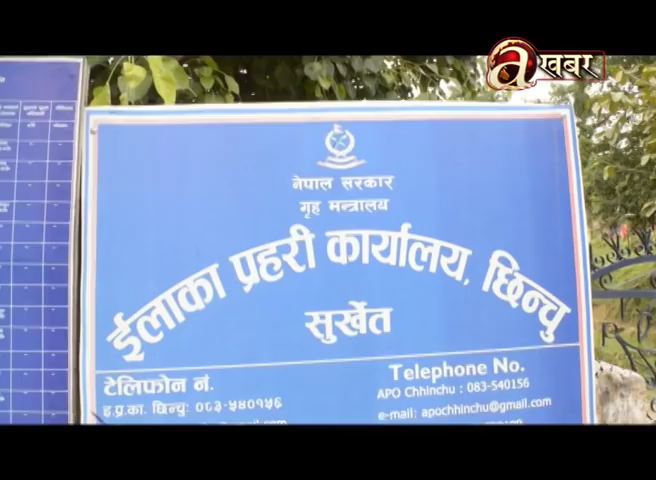 a खबर
नेपाल सरकार
गृह मन्त्रालय
ईलाका प्रहरी कार्यालय, छिन्चु
सुर्खेत
टेलिफोन नं.
इ.प्र.का. छिन्चुः ०८३-५४०१५६
Telephone No.
APO Chhinchu : 083-540156
e-mail: apochhinchu@gmail.com